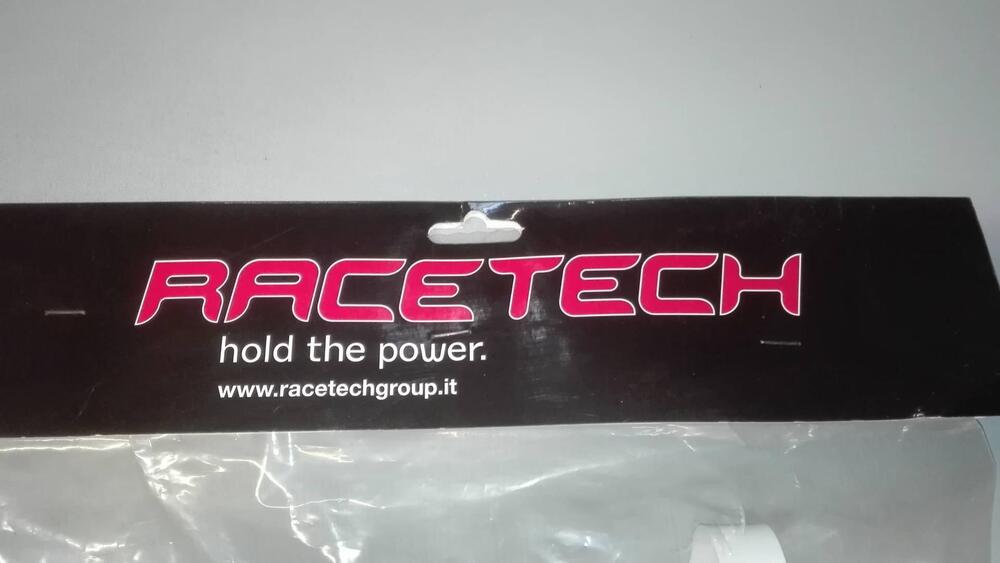 RACETECH
hold the power.
www.racetechgroup.it